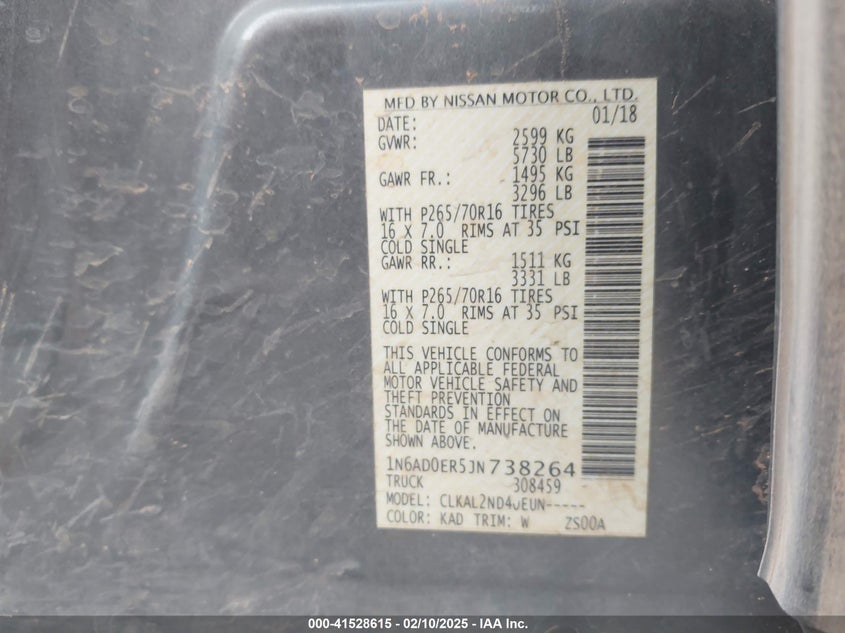 MFD BY NISSAN MOTOR CO., LTD.
DATE: 01/18
GVWR: 2599 KG
5730 LB
GAWR FR.: 1495 KG
3296 LB
WITH P265/70R16 TIRES
16 X 7.0 RIMS AT 35 PSI
COLD SINGLE
GAWR RR.: 1511 KG
3331 LB
WITH P265/70R16 TIRES
16 X 7.0 RIMS AT 35 PSI
COLD SINGLE
THIS VEHICLE CONFORMS TO
ALL APPLICABLE FEDERAL
MOTOR VEHICLE SAFETY AND
THEFT PREVENTION
STANDARDS IN EFFECT ON
THE DATE OF MANUFACTURE
SHOWN ABOVE.
1N6AD0ER5JN738264
TRUCK 308459
MODEL: CLKAL2ND4JEUN-----
COLOR: KAD TRIM: W ZS00A
000-41528615 - 02/10/2025 - IAA Inc.